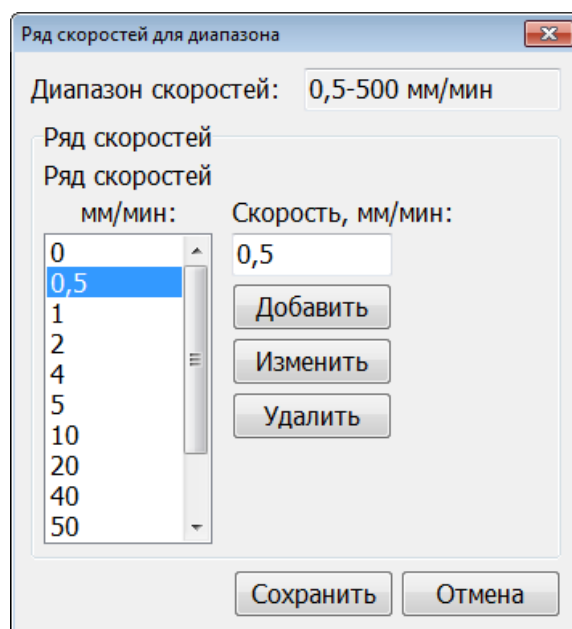 Ряд скоростей для диапазона
Диапазон скоростей: 0,5-500 мм/мин
Ряд скоростей
Ряд скоростей
мм/мин:
Скорость, мм/мин:
0
0,5
1
2
4
5
10
20
40
50
0,5
Добавить
Изменить
Удалить
Сохранить Отмена